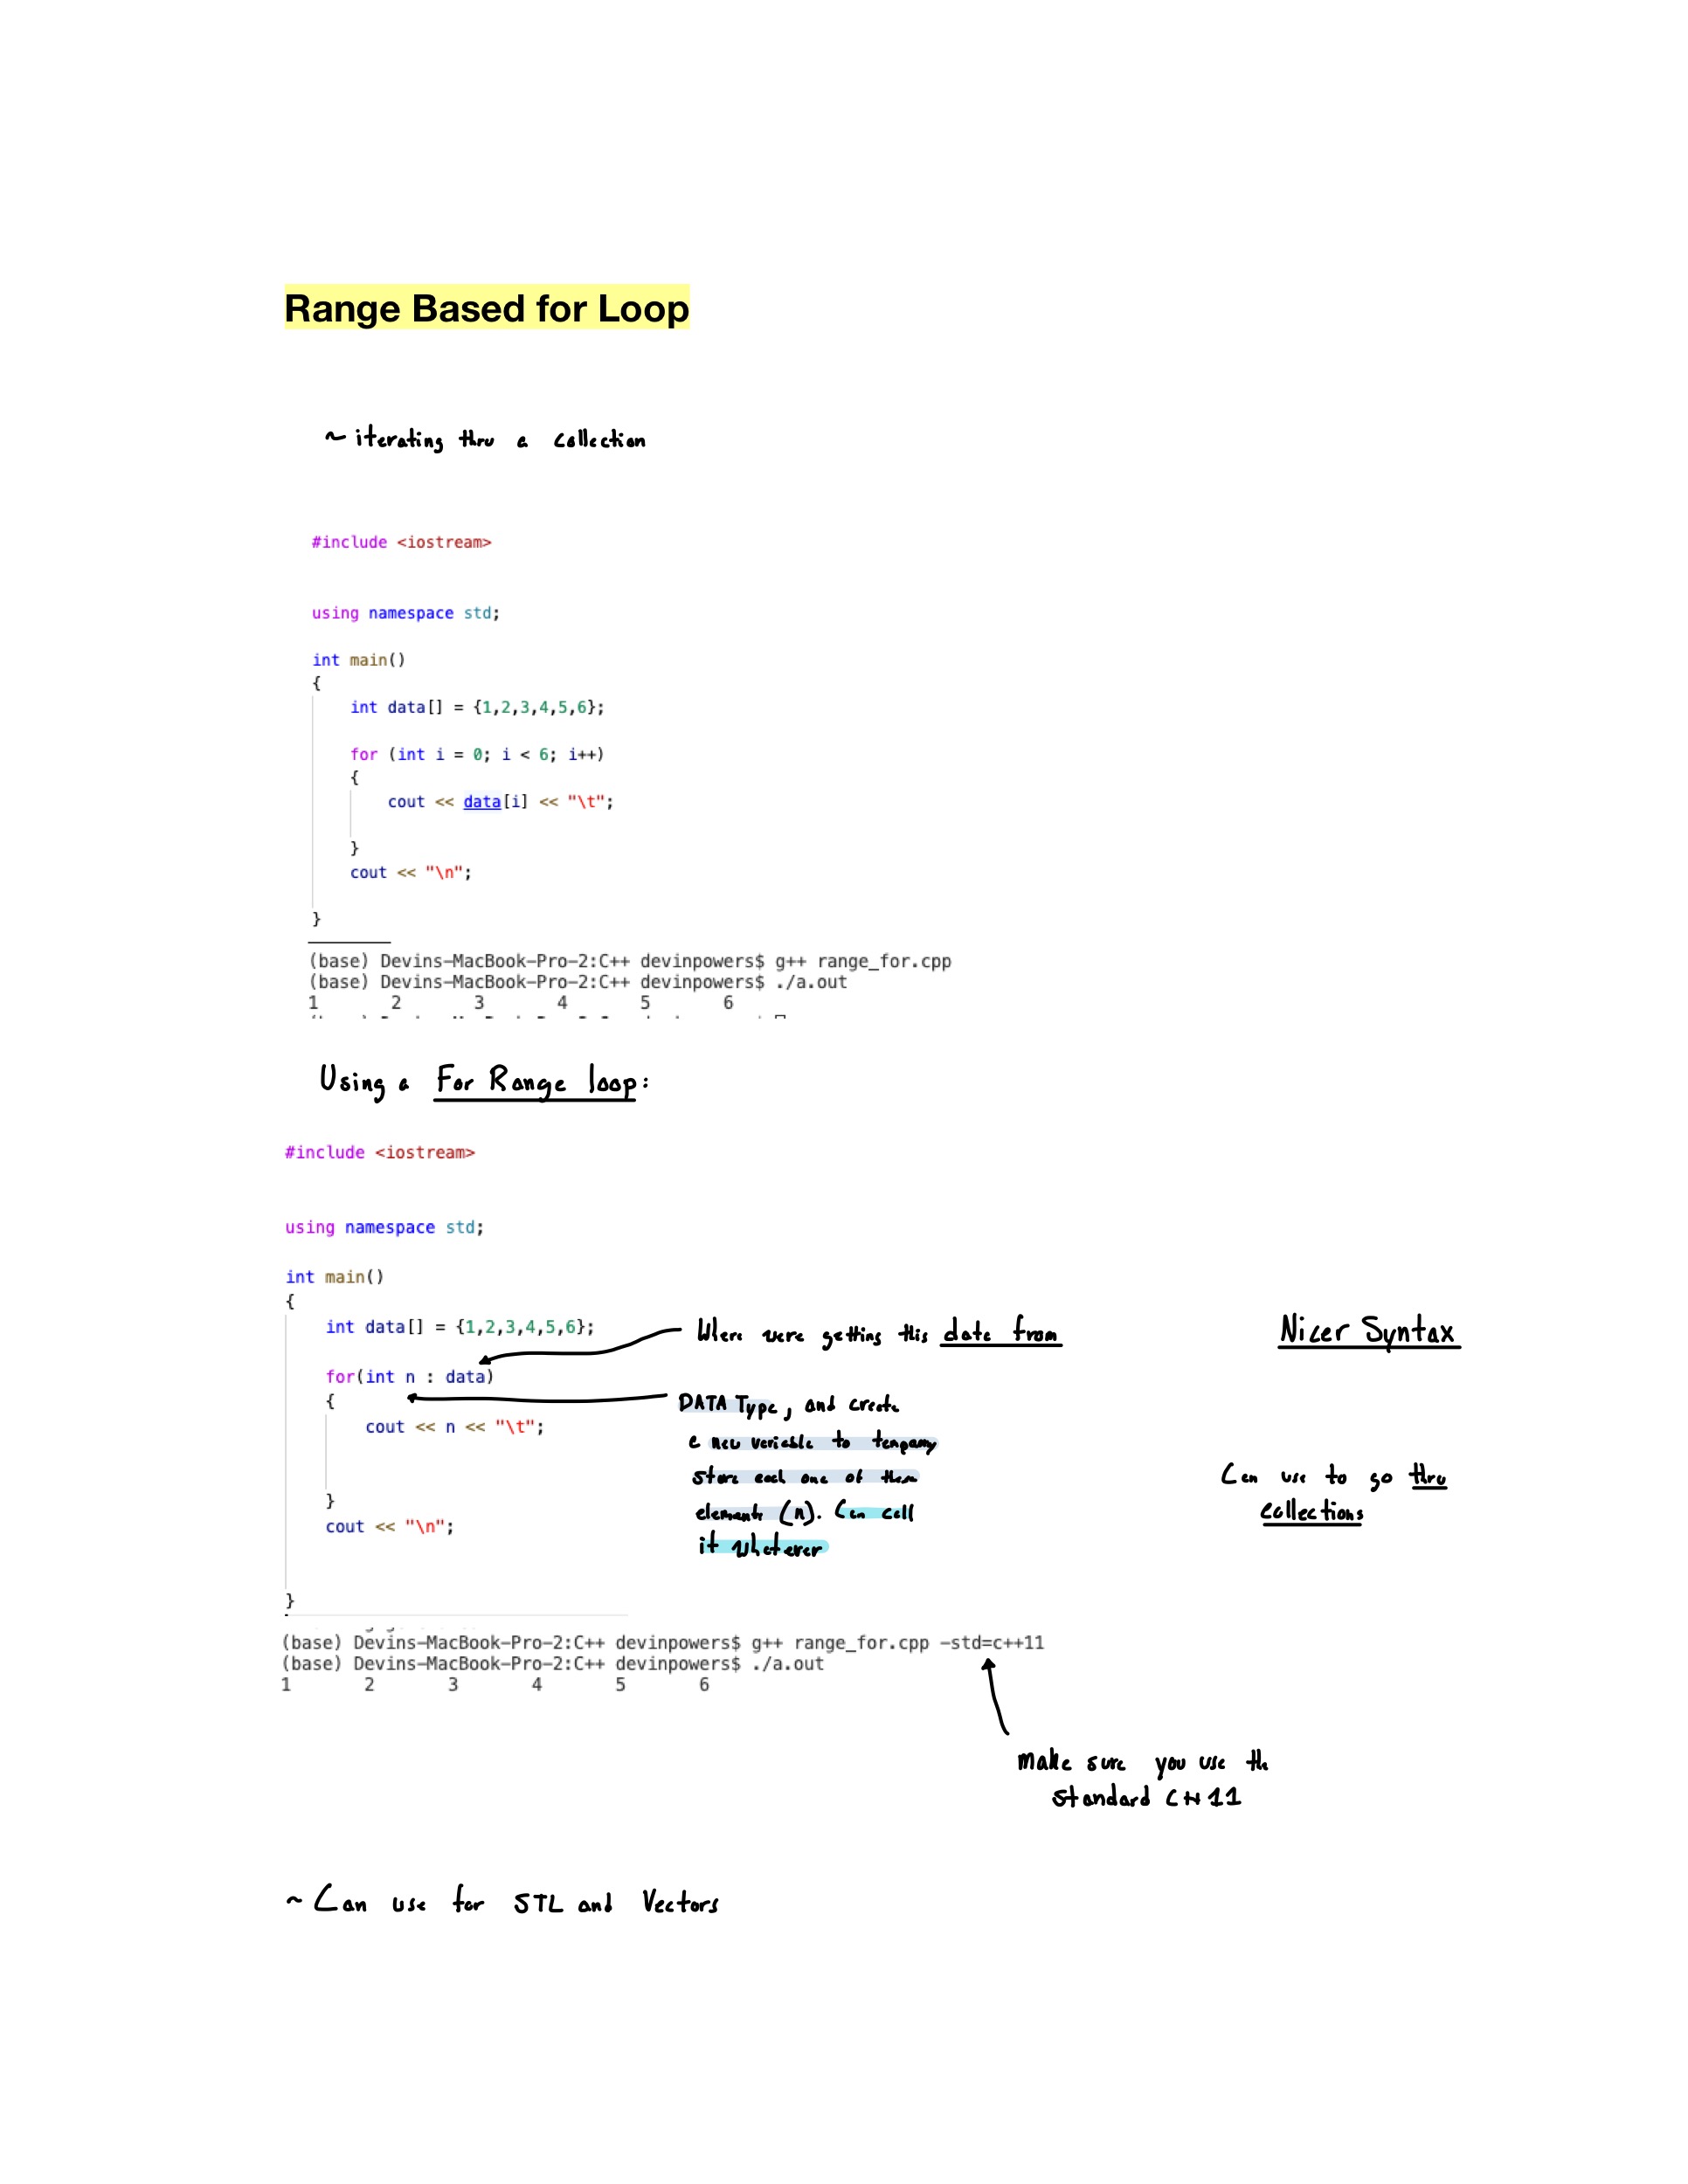 Range Based for Loop
~ iterating thru a collection
#include <iostream>
using namespace std;
int main()
{
int data[] = {1,2,3,4,5,6};
for (int i = 0; i < 6; i++)
{
cout << data[i] << "\t";
}
cout << "\n";
}
(base) Devins-MacBook-Pro-2:C++ devinpowers$ g++ range_for.cpp
(base) Devins-MacBook-Pro-2:C++ devinpowers$ ./a.out
1 2 3 4 5 6
Using a For Range loop:
#include <iostream>
using namespace std;
int main()
{
int data[] = {1,2,3,4,5,6};
for(int n : data)
{
cout << n << "\t";
}
cout << "\n";
}
Where were getting this data from
DATA Type, and create
a new variable to tempary
store each one of these
elements (n). Can call
it whatever
Nicer Syntax
Can use to go thru
collections
(base) Devins-MacBook-Pro-2:C++ devinpowers$ g++ range_for.cpp -std=c++11
(base) Devins-MacBook-Pro-2:C++ devinpowers$ ./a.out
1 2 3 4 5 6
make sure you use the
standard C++11
~ Can use for STL and Vectors